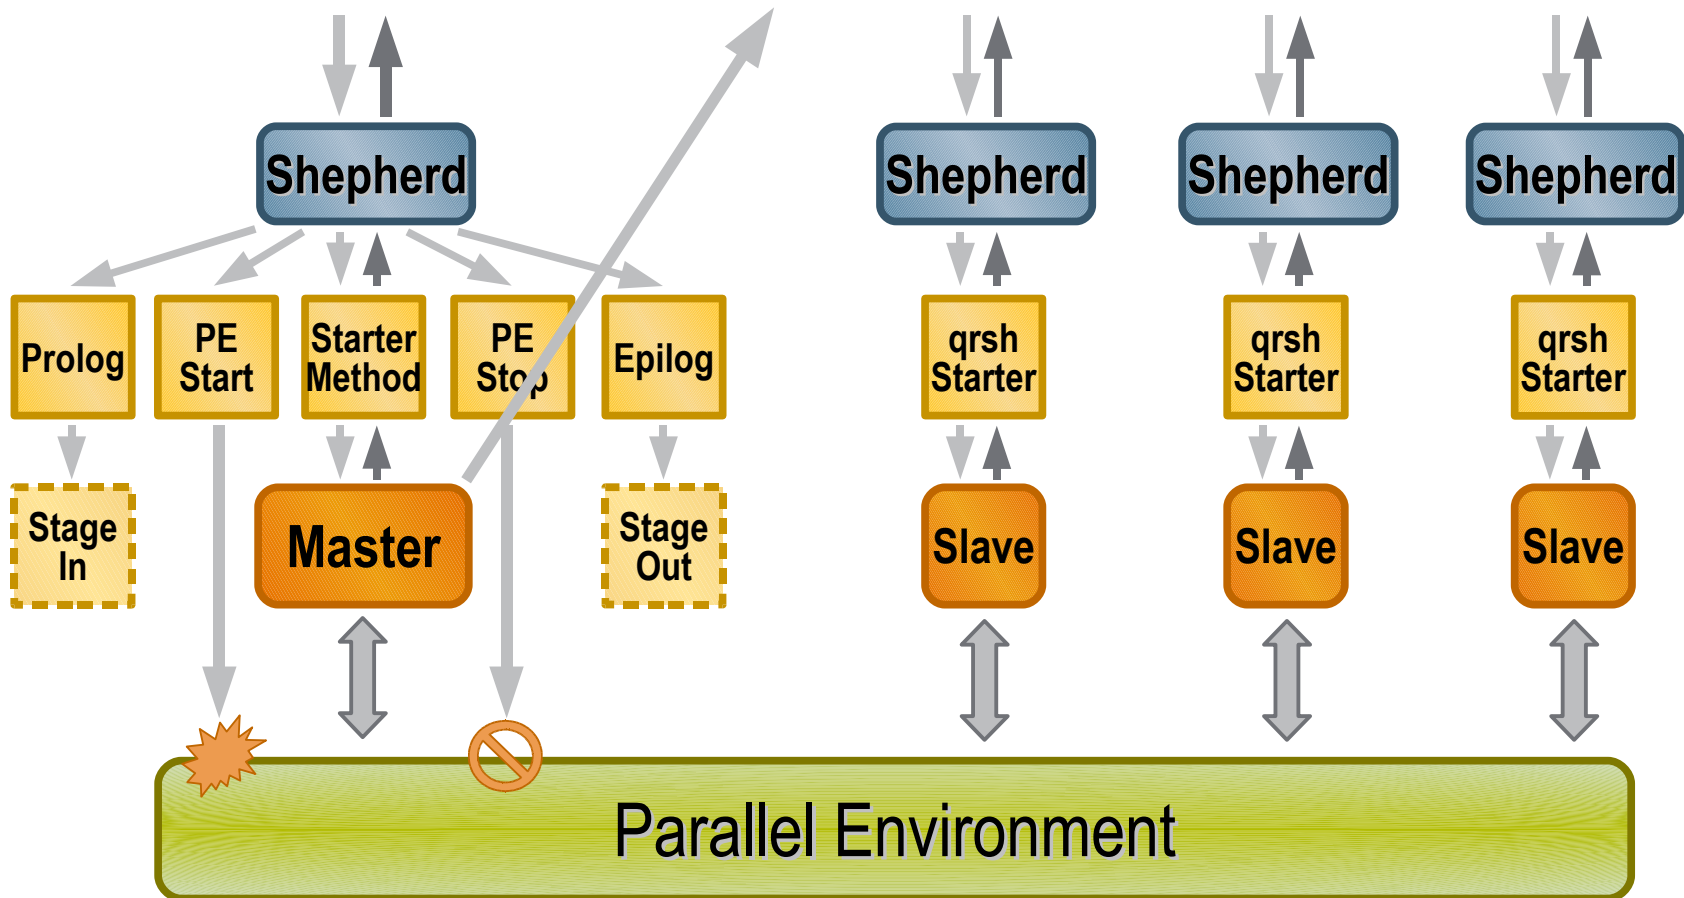 Shepherd
Shepherd
Shepherd
Shepherd
Prolog
PE
Start
Starter
Method
PE
Stop
Epilog
qrsh
Starter
qrsh
Starter
qrsh
Starter
Stage
In
Master
Stage
Out
Slave
Slave
Slave
Parallel Environment